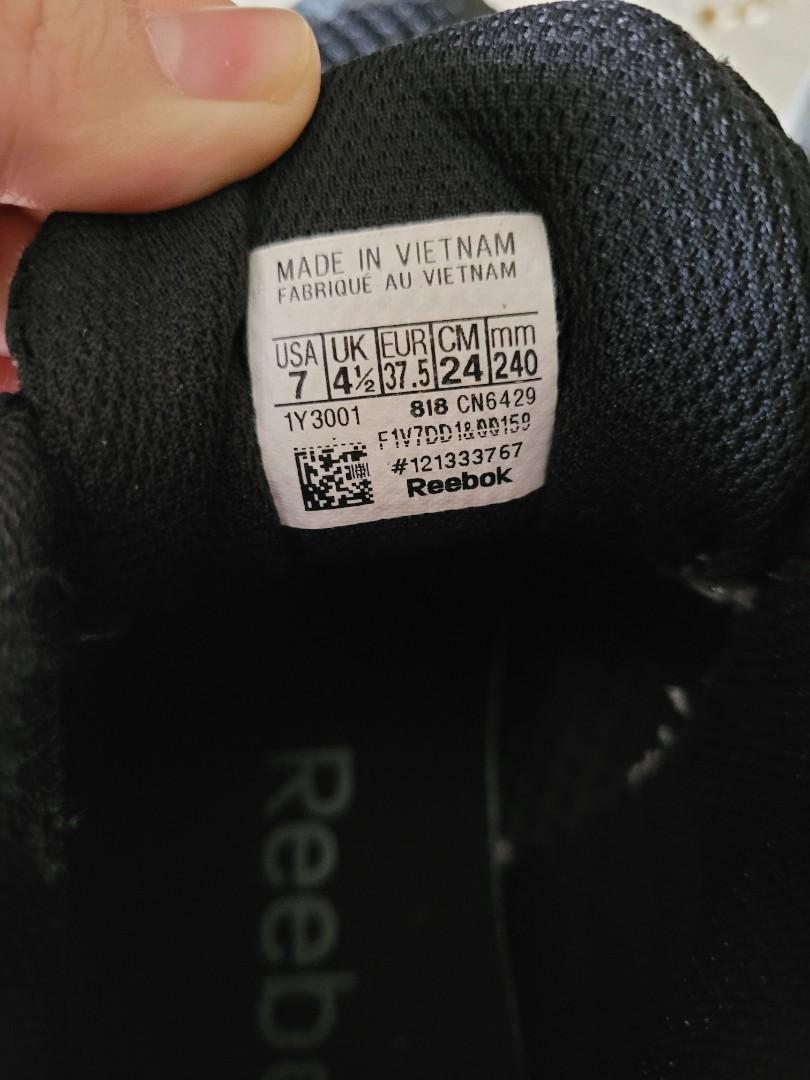 MADE IN VIETNAM
FABRIQUÉ AU VIETNAM
USA UK EUR CM mm
7 4½ 37.5 24 240
1Y3001 818 CN6429
#121333767
Reebok
Reeb